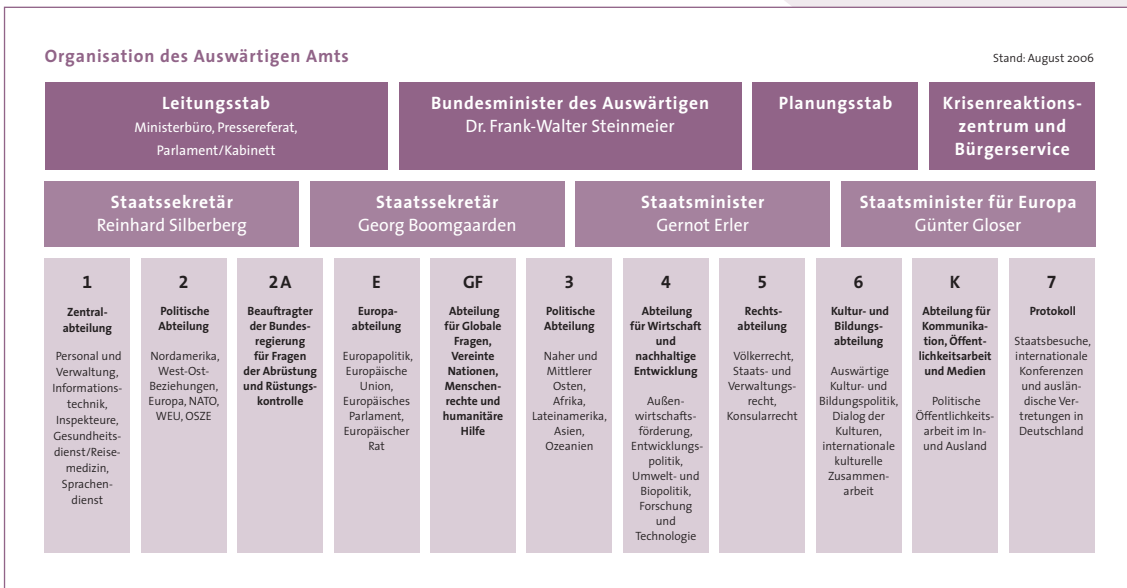 Organisation des Auswärtigen Amts
Stand: August 2006
Leitungsstab
Ministerbüro, Pressereferat,
Parlament/Kabinett
Bundesminister des Auswärtigen
Dr. Frank-Walter Steinmeier
Planungsstab
Krisenreaktions-
zentrum und
Bürgerservice
Staatssekretär
Reinhard Silberberg
Staatssekretär
Georg Boomgaarden
Staatsminister
Gernot Erler
Staatsminister für Europa
Günter Gloser
1
Zentral-
abteilung
Personal und
Verwaltung,
Informations-
technik,
Inspekteure,
Gesundheits-
dienst/Reise-
medizin,
Sprachen-
dienst
2
Politische
Abteilung
Nordamerika,
West-Ost-
Beziehungen,
Europa, NATO,
WEU, OSZE
2A
Beauftragter
der Bundes-
regierung
für Fragen
der Abrüstung
und Rüstungs-
kontrolle
E
Europa-
abteilung
Europapolitik,
Europäische
Union,
Europäisches
Parlament,
Europäischer
Rat
GF
Abteilung
für Globale
Fragen,
Vereinte
Nationen,
Menschen-
rechte und
humanitäre
Hilfe
3
Politische
Abteilung
Naher und
Mittlerer
Osten,
Afrika,
Lateinamerika,
Asien,
Ozeanien
4
Abteilung
für Wirtschaft
und
nachhaltige
Entwicklung
Außen-
wirtschafts-
förderung,
Entwicklungs-
politik,
Umwelt- und
Biopolitik,
Forschung
und
Technologie
5
Rechts-
abteilung
Völkerrecht,
Staats- und
Verwaltungs-
recht,
Konsularrecht
6
Kultur- und
Bildungs-
abteilung
Auswärtige
Kultur- und
Bildungspolitik,
Dialog der
Kulturen,
internationale
kulturelle
Zusammen-
arbeit
K
Abteilung für
Kommunika-
tion, Öffent-
lichkeitsarbeit
und Medien
Politische
Öffentlichkeits-
arbeit im In-
und Ausland
7
Protokoll
Staatsbesuche,
internationale
Konferenzen
und auslän-
dische Ver-
tretungen in
Deutschland